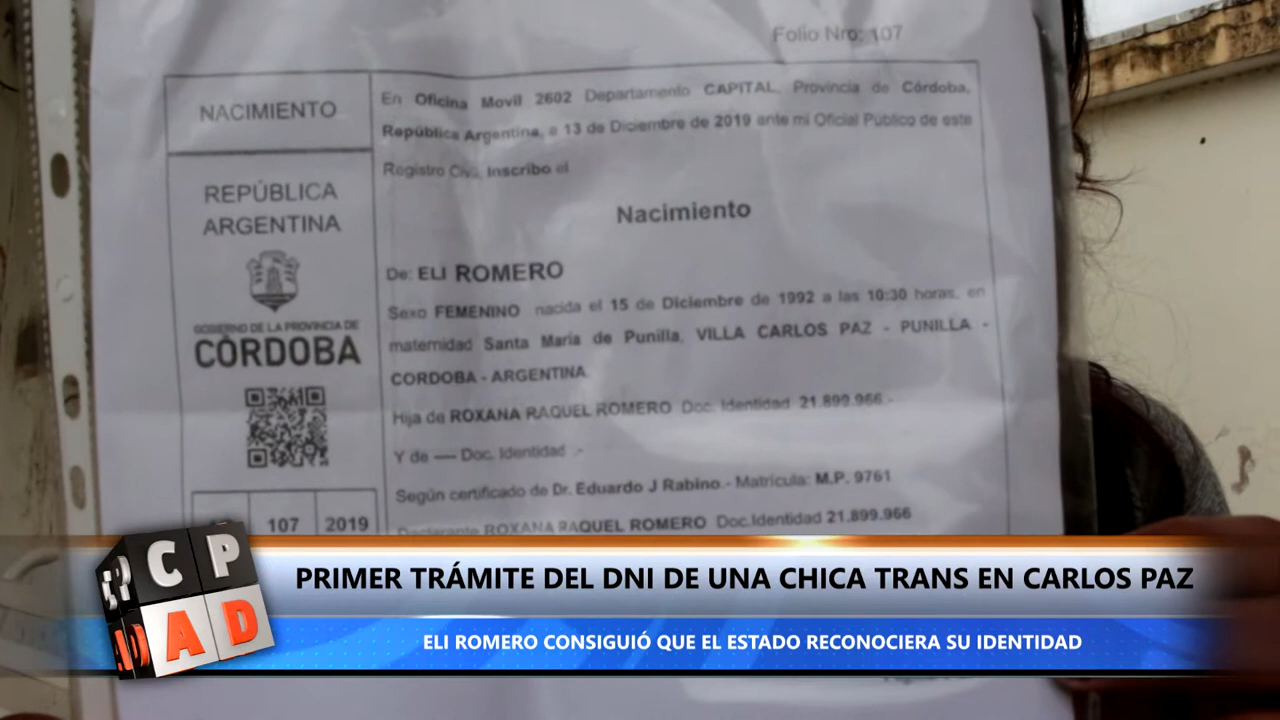 Folio Nro: 107
NACIMIENTO
REPÚBLICA
ARGENTINA
GOBIERNO DE LA PROVINCIA DE
CÓRDOBA
107 2019
En Oficina Movil 2602 Departamento CAPITAL, Provincia de Córdoba,
República Argentina, a 13 de Diciembre de 2019 ante mi Oficial Público de este
Registro Civil, Inscribo el
Nacimiento
De: ELI ROMERO
Sexo FEMENINO nacida el 15 de Diciembre de 1992 a las 10:30 horas, en
maternidad Santa Maria de Punilla, VILLA CARLOS PAZ - PUNILLA -
CORDOBA - ARGENTINA
Hija de ROXANA RAQUEL ROMERO Doc. Identidad 21.899.966.-
Y de — Doc. Identidad .-
Según certificado de Dr. Eduardo J Rabino.- Matrícula: M.P. 9761
Declarante ROXANA RAQUEL ROMERO Doc.Identidad 21.899.966
CP
AD
PRIMER TRÁMITE DEL DNI DE UNA CHICA TRANS EN CARLOS PAZ
ELI ROMERO CONSIGUIÓ QUE EL ESTADO RECONOCIERA SU IDENTIDAD